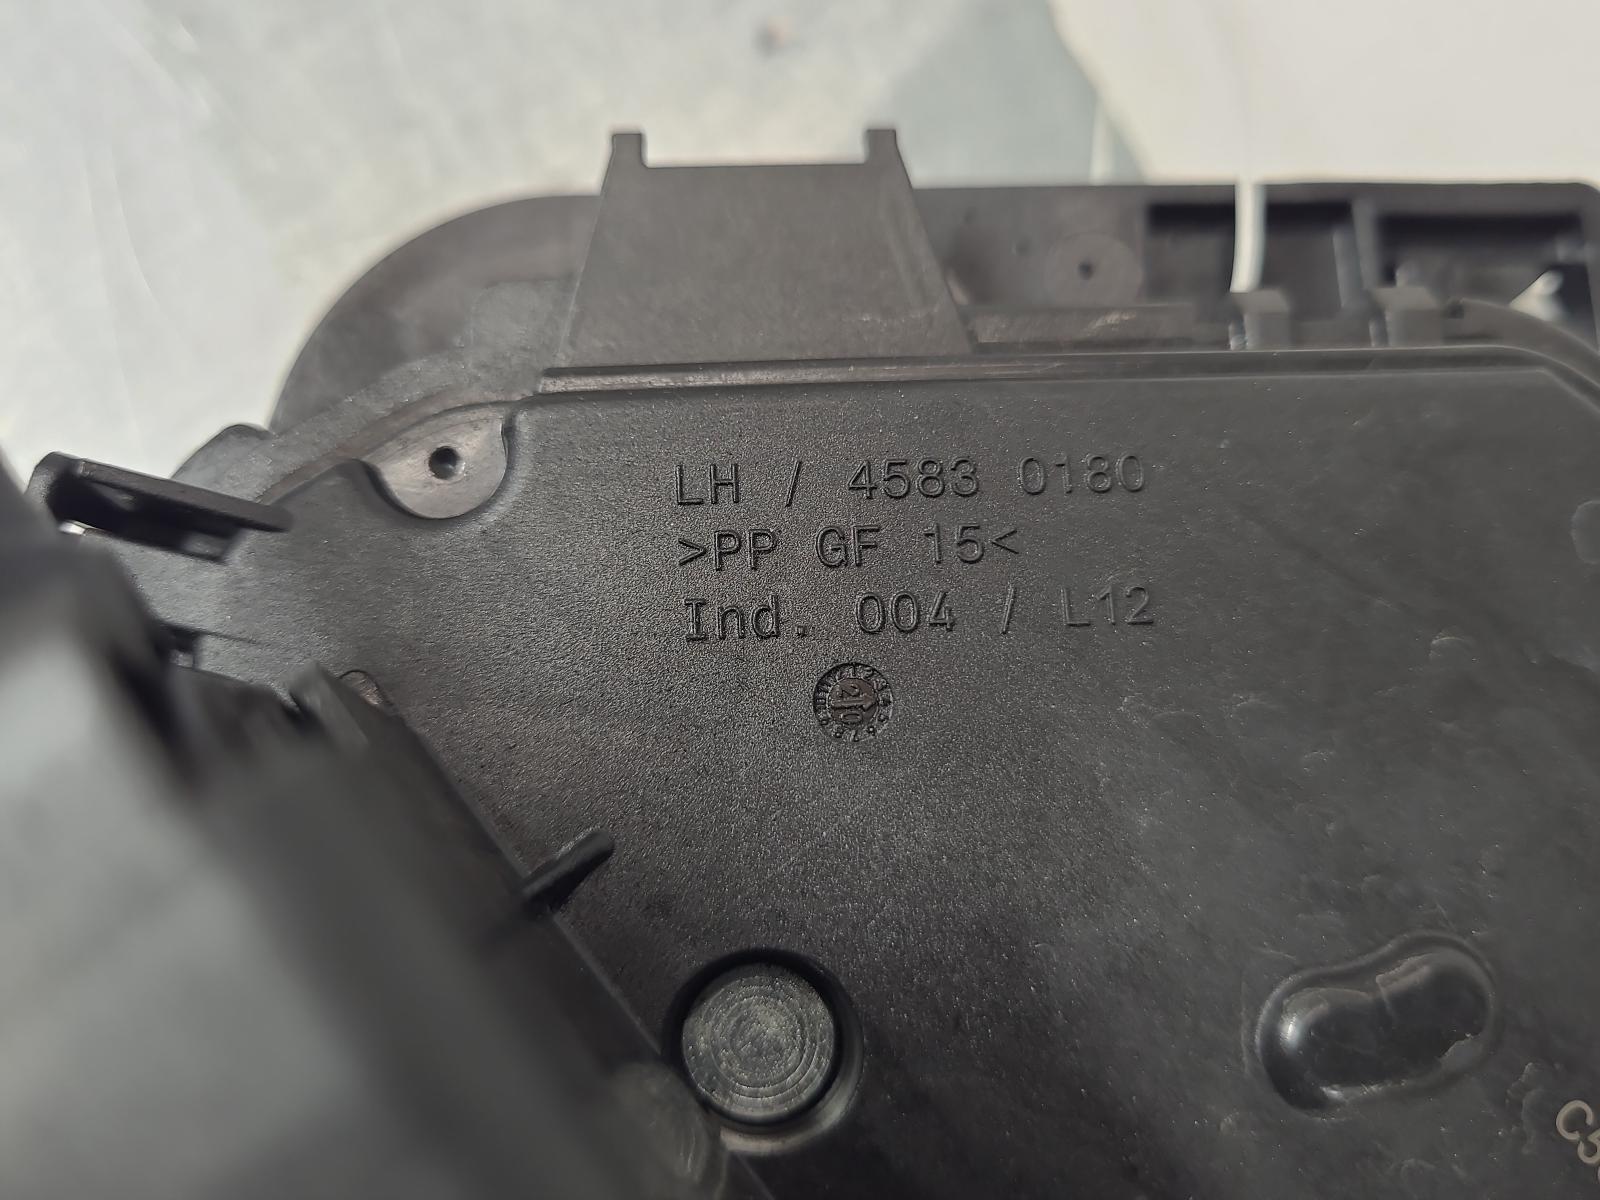 LH / 4583 0180
>PP GF 15<
Ind. 004 / L12